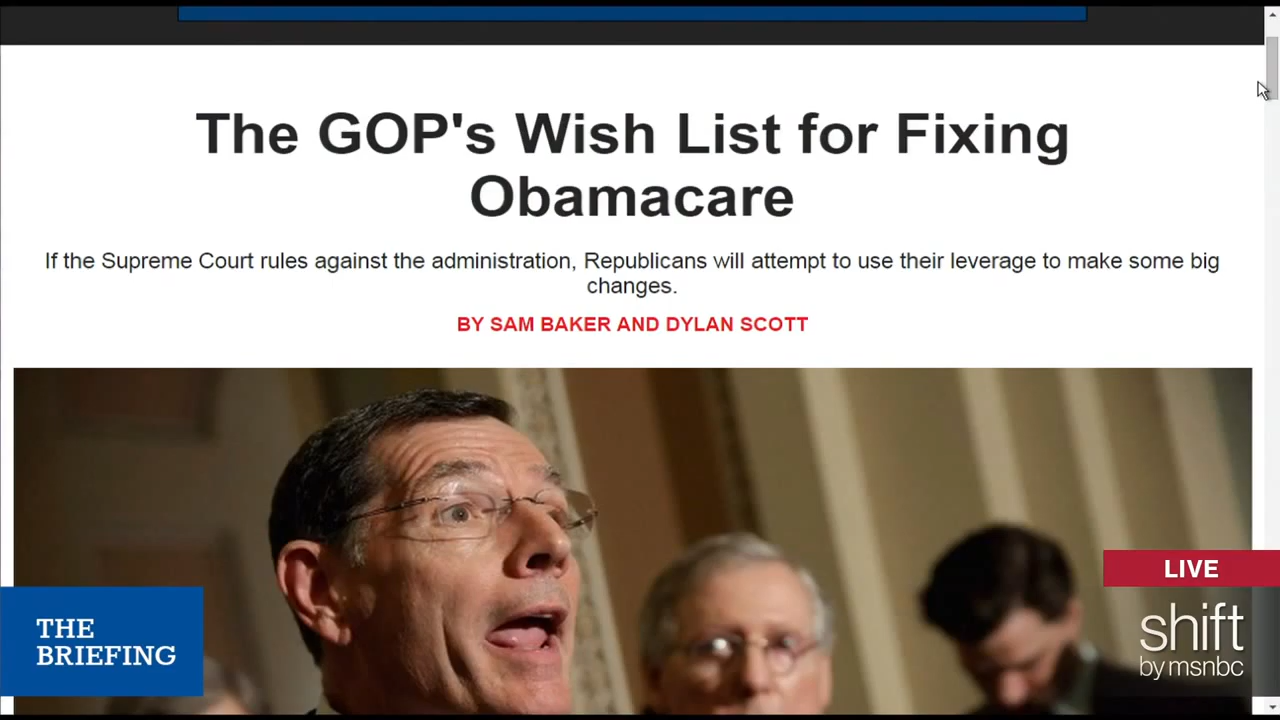 The GOP's Wish List for Fixing
Obamacare
If the Supreme Court rules against the administration, Republicans will attempt to use their leverage to make some big
changes.
BY SAM BAKER AND DYLAN SCOTT
LIVE
THE
BRIEFING
shift
by msnbc